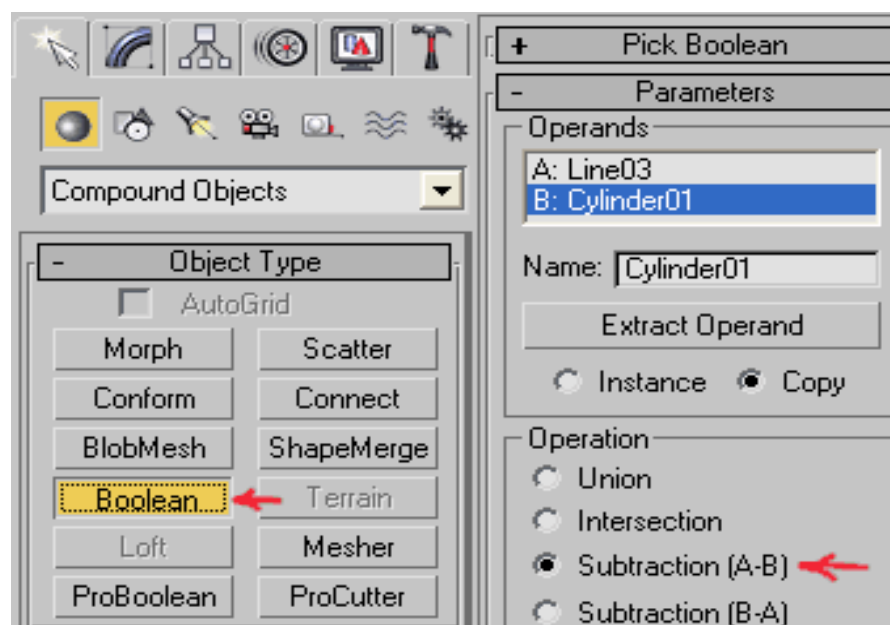 Compound Objects
- Object Type
AutoGrid
Morph Scatter
Conform Connect
BlobMesh ShapeMerge
Boolean Terrain
Loft Mesher
ProBoolean ProCutter
+ Pick Boolean
- Parameters
Operands
A: Line03
B: Cylinder01
Name: Cylinder01
Extract Operand
Instance Copy
Operation
Union
Intersection
Subtraction (A-B)
Subtraction (B-A)